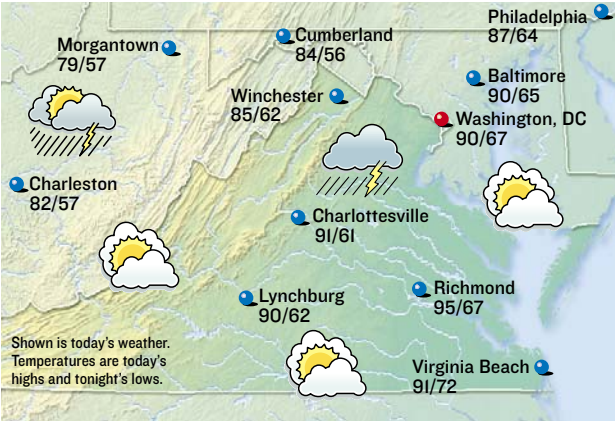 Philadelphia
87/64
Cumberland
84/56
Morgantown
79/57
Baltimore
90/65
Winchester
85/62
Washington, DC
90/67
Charleston
82/57
Charlottesville
91/61
Richmond
95/67
Lynchburg
90/62
Shown is today's weather.
Temperatures are today's
highs and tonight's lows.
Virginia Beach
91/72